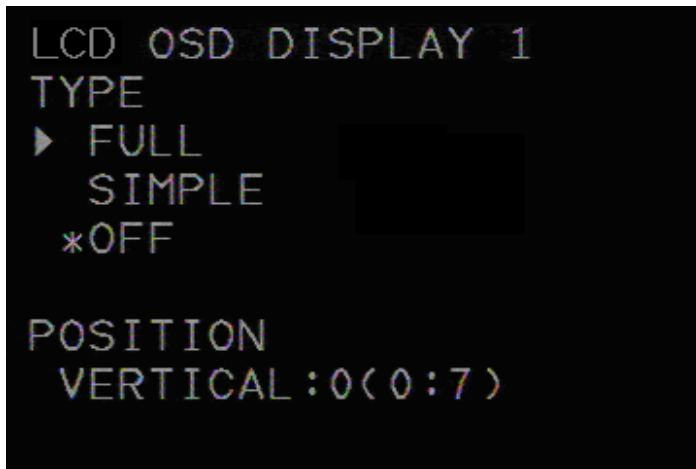 LCD OSD DISPLAY 1
TYPE
▶ FULL
SIMPLE
*OFF
POSITION
VERTICAL:0(0:7)